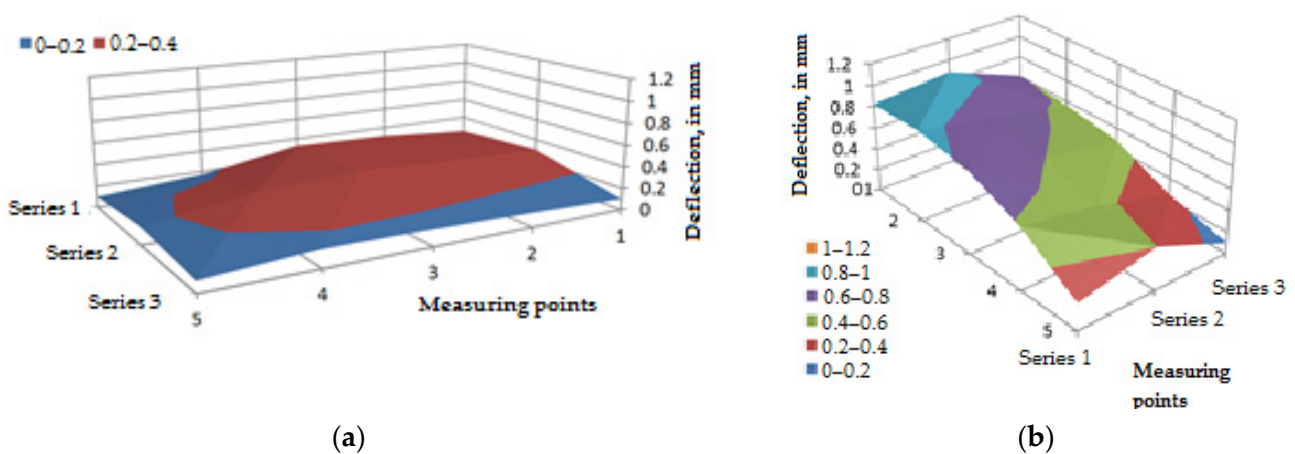 0–0.2 0.2–0.4
1.2
1
0.8
0.6
0.4
0.2
0
Deflection, in mm
Series 1
Series 2
Series 3
5
4
3
2
1
Measuring points
(a)
Deflection, in mm
1.2
1
0.8
0.6
0.4
0.2
0
1
2
3
4
5
Series 1
Series 2
Series 3
Measuring
points
1–1.2
0.8–1
0.6–0.8
0.4–0.6
0.2–0.4
0–0.2
(b)